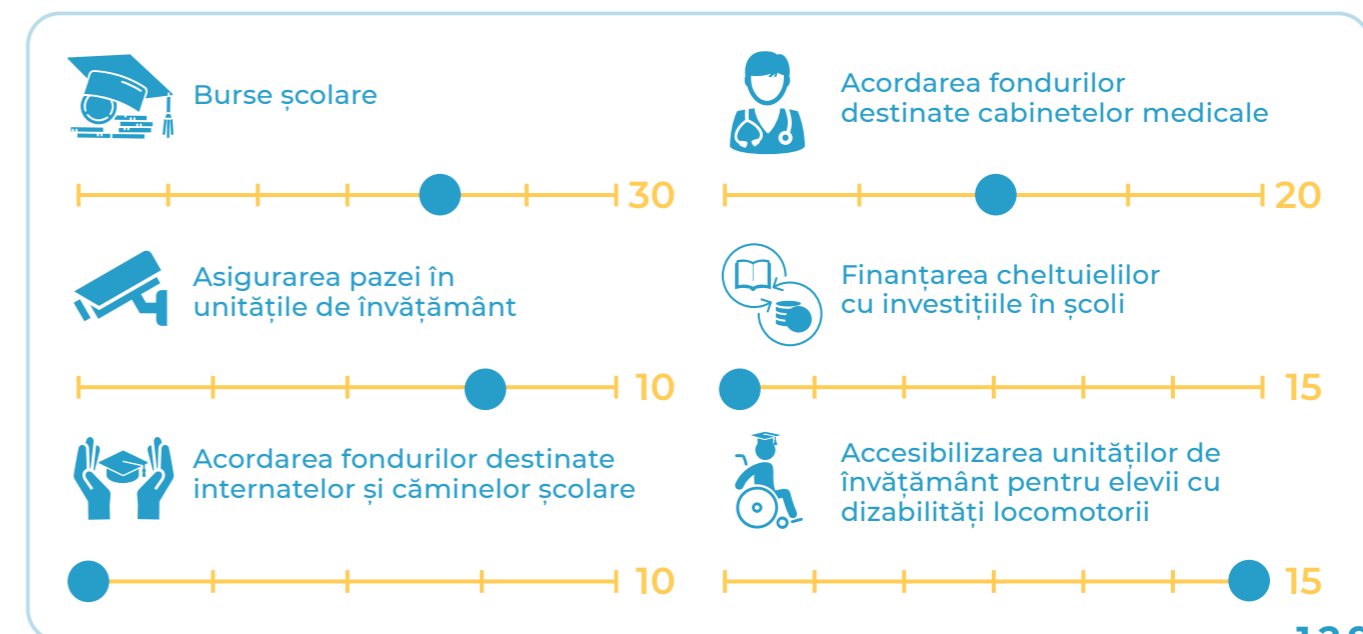 Burse școlare
30
Acordarea fondurilor
destinate cabinetelor medicale
20
Asigurarea pazei în
unitățile de învățământ
10
Finanțarea cheltuielilor
cu investițiile în școli
15
Acordarea fondurilor destinate
internatelor și căminelor școlare
10
Accesibilizarea unităților de
învățământ pentru elevii cu
dizabilități locomotorii
15